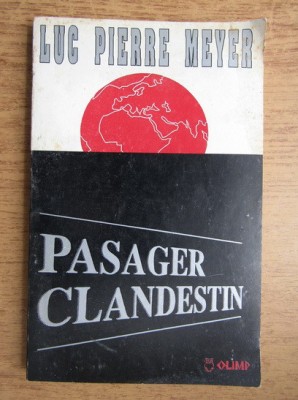 LUC PIERRE MEYER
PASAGER
CLANDESTIN
OLIMP